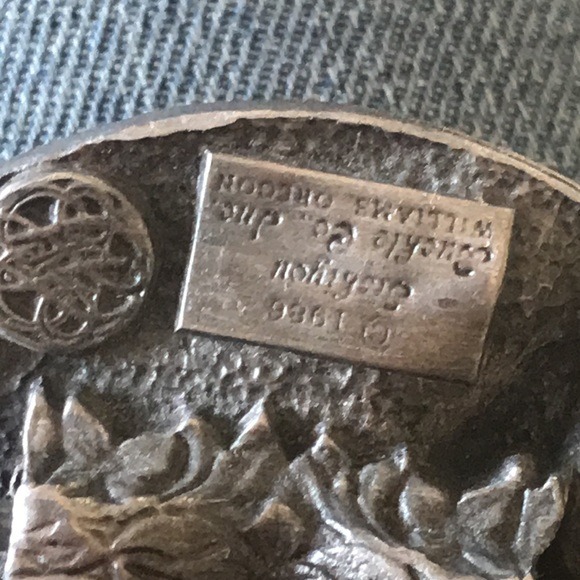 © 1986
Siskiyou
Buckle Co., Inc.
WILLIAMS OREGON